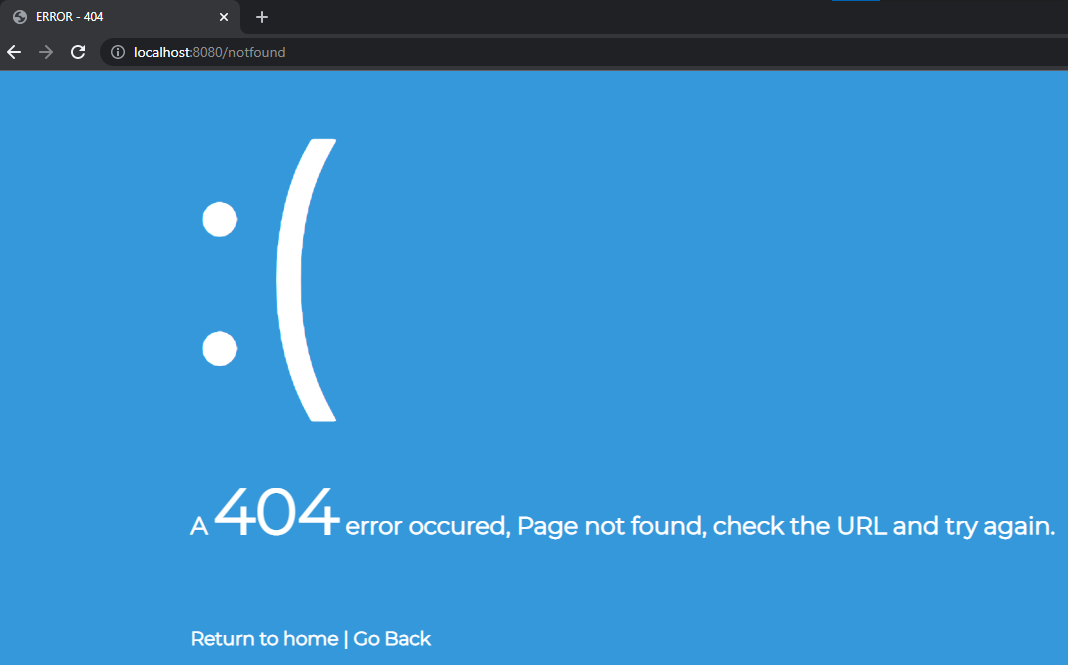 ERROR - 404
localhost:8080/notfound
:(
A 404 error occured, Page not found, check the URL and try again.
Return to home | Go Back